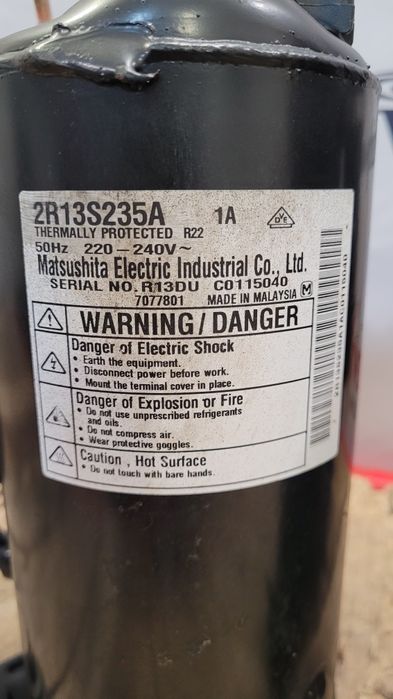 2R13S235A 1A
THERMALLY PROTECTED R22
50Hz 220-240V~
Matsushita Electric Industrial Co., Ltd.
SERIAL NO. R13DU C0115040
7077801 MADE IN MALAYSIA M
WARNING/DANGER
Danger of Electric Shock
• Earth the equipment.
• Disconnect power before work.
• Mount the terminal cover in place.
Danger of Explosion or Fire
• Do not use unprescribed refrigerants
and oils.
• Do not compress air.
• Wear protective goggles.
Caution, Hot Surface
• Do not touch with bare hands.